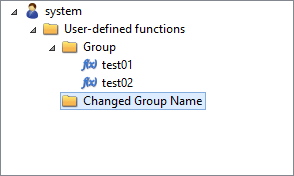 system
User-defined functions
Group
f(x) test01
f(x) test02
Changed Group Name